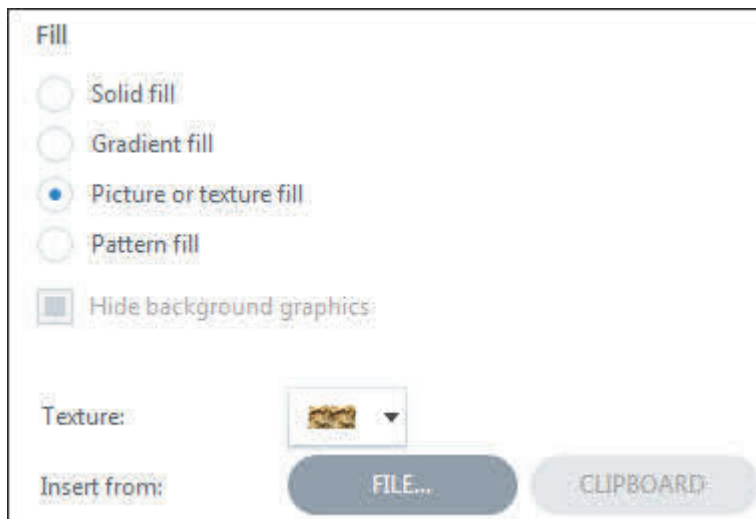 Fill
Solid fill
Gradient fill
Picture or texture fill
Pattern fill
Hide background graphics
Texture:
Insert from: FILE... CLIPBOARD